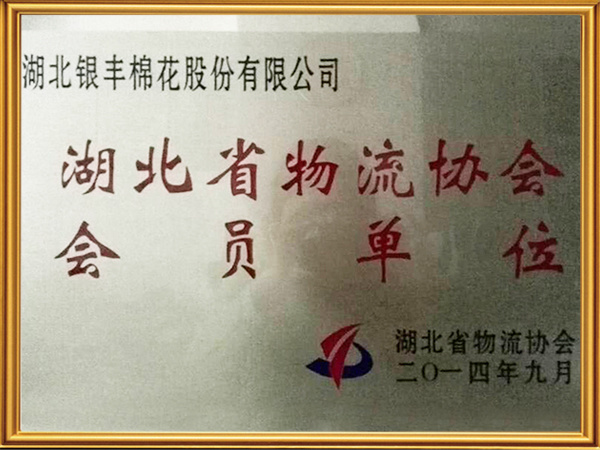 湖北银丰棉花股份有限公司
湖北省物流协会
会员单位
湖北省物流协会
二〇一四年九月